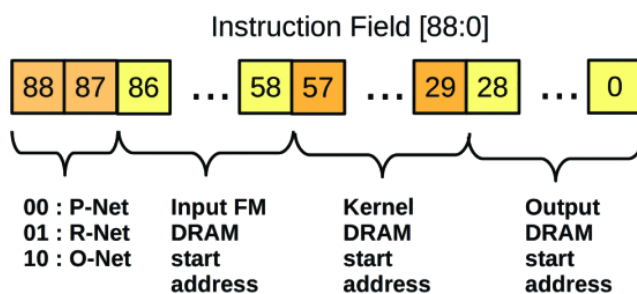 Instruction Field [88:0]
88 87 86 ... 58 57 ... 29 28 ... 0
00 : P-Net Input FM Kernel Output
01 : R-Net DRAM DRAM DRAM
10 : O-Net start start start
address address address